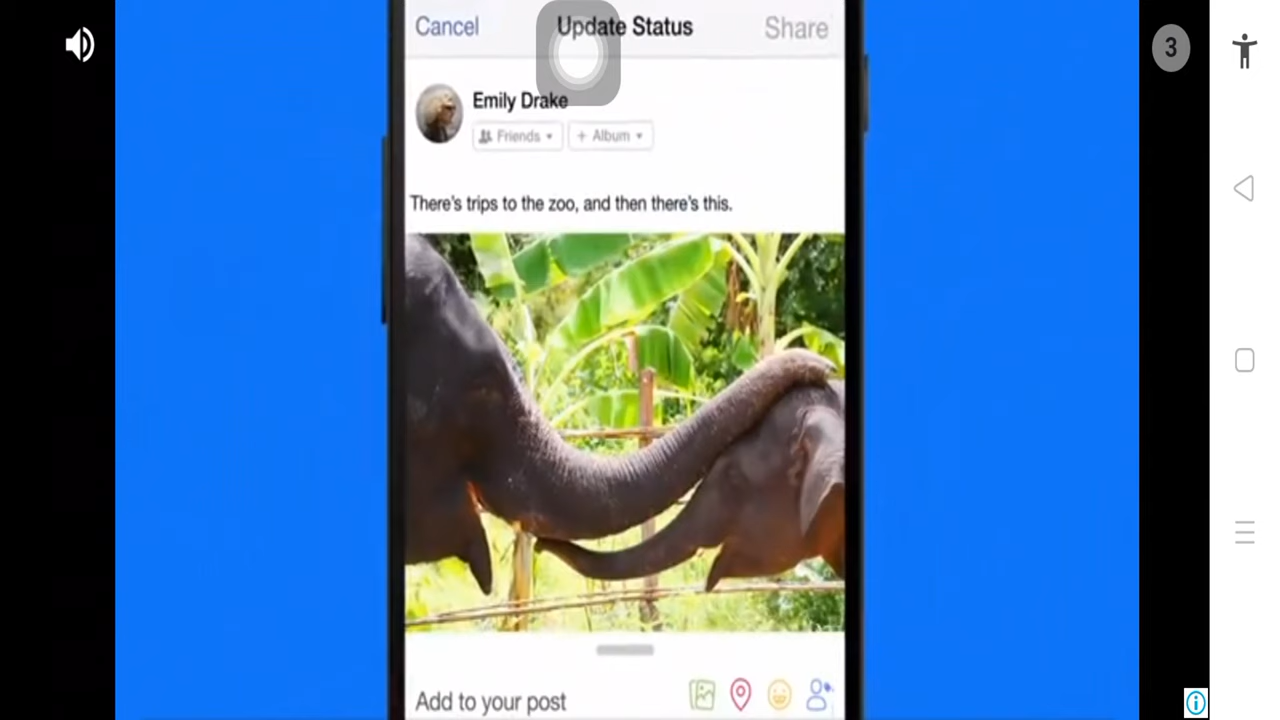 Cancel Update Status Share
3
Emily Drake
Friends + Album
There's trips to the zoo, and then there's this.
Add to your post